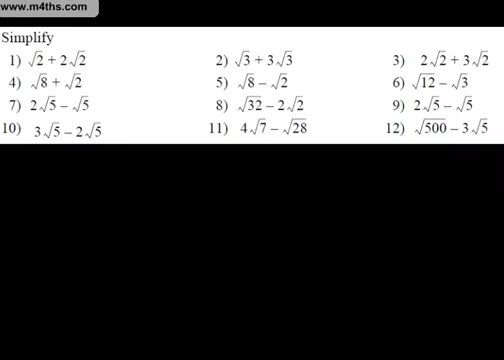 www.m4ths.com
Simplify
1) √2 + 2√2 2) √3 + 3√3 3) 2√2 + 3√2
4) √8 + √2 5) √8 − √2 6) √12 − √3
7) 2√5 − √5 8) √32 − 2√2 9) 2√5 − √5
10) 3√5 − 2√5 11) 4√7 − √28 12) √500 − 3√5